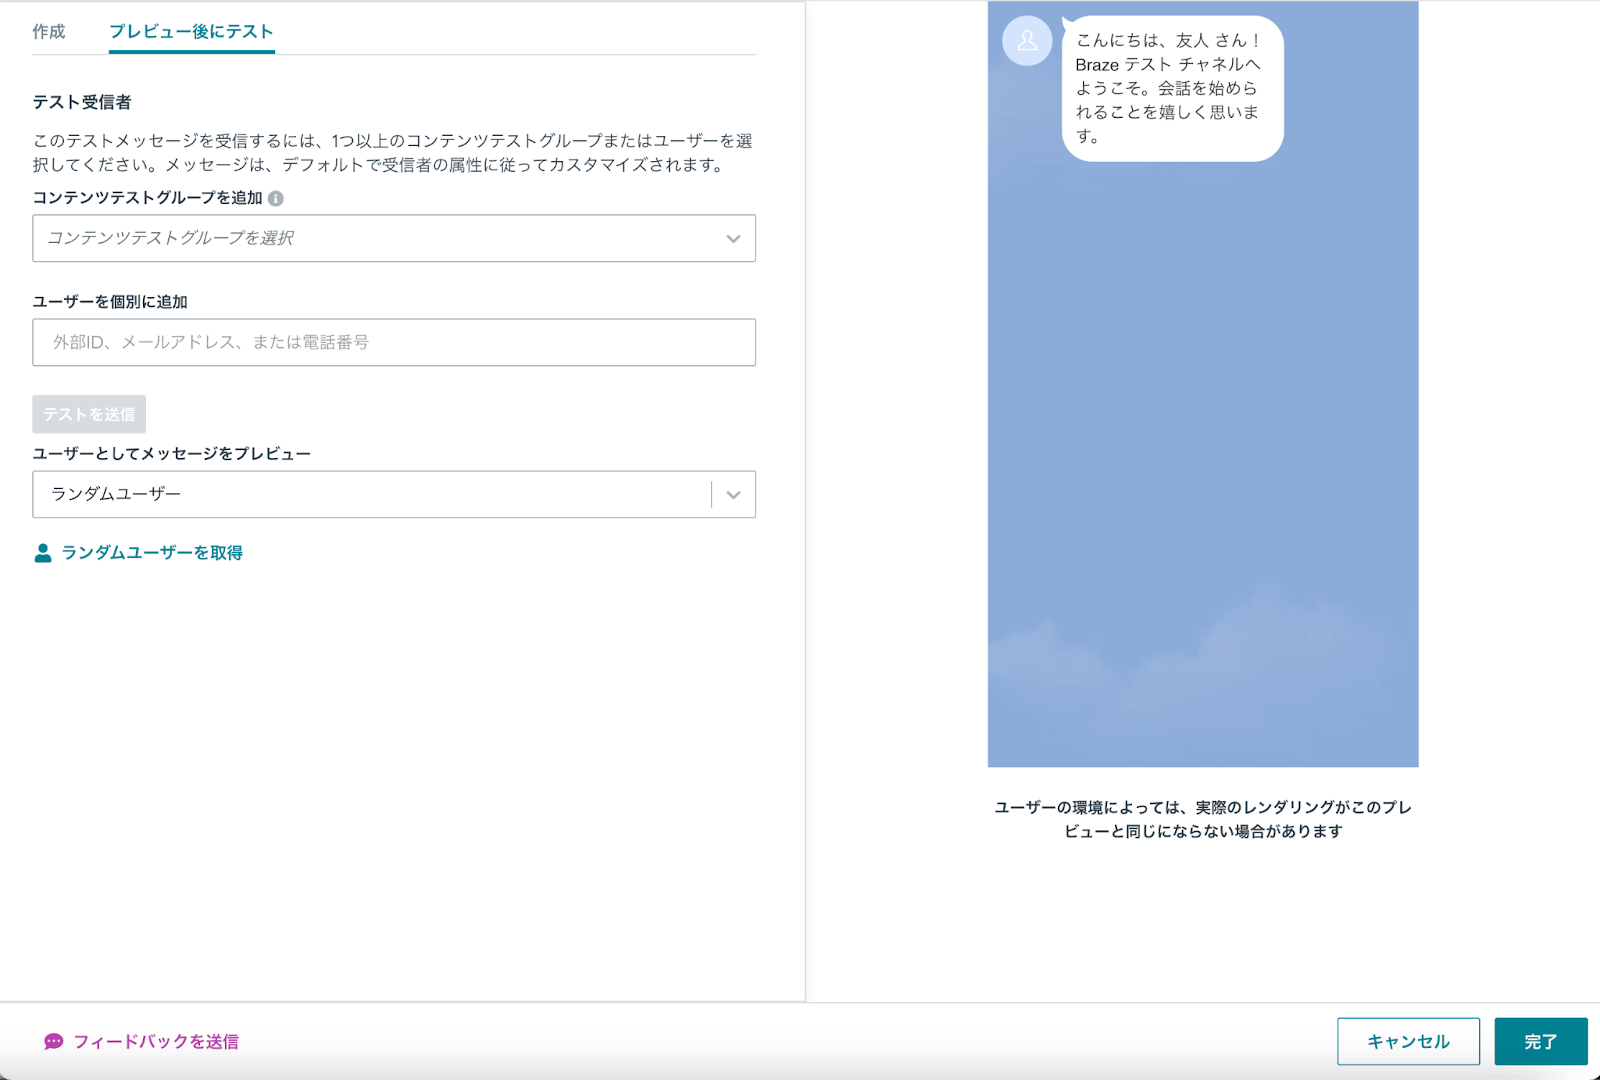 作成
プレビュー後にテスト
テスト受信者
このテストメッセージを受信するには、1つ以上のコンテンツテストグループまたはユーザーを選
択してください。メッセージは、デフォルトで受信者の属性に従ってカスタマイズされます。
コンテンツテストグループを追加
コンテンツテストグループを選択
ユーザーを個別に追加
外部ID、メールアドレス、または電話番号
テストを送信
ユーザーとしてメッセージをプレビュー
ランダムユーザー
ランダムユーザーを取得
こんにちは、友人 さん！
Braze テスト チャネルへ
ようこそ。会話を始めら
れることを嬉しく思いま
す。
ユーザーの環境によっては、実際のレンダリングがこのプレ
ビューと同じにならない場合があります
フィードバックを送信
キャンセル
完了